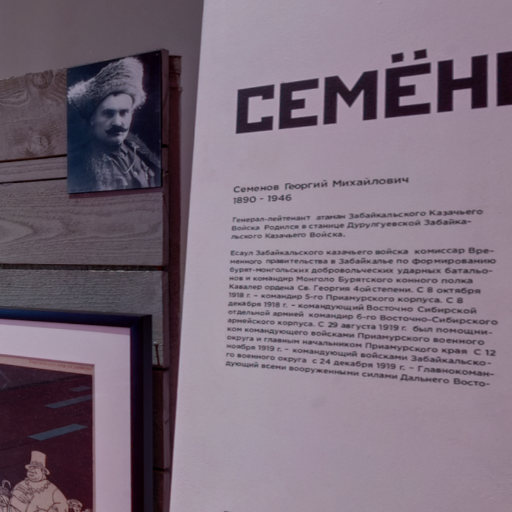 СЕМЁН
Семенов Георгий Михайлович
1890 - 1946
Генерал-лейтенант атаман Забайкальского Казачьего
Войска Родился в станице Дурулгуевской Забайка-
льского Казачьего Войска.
Есаул Забайкальского казачьего войска комиссар Вре-
менного правительства в Забайкалье по формированию
бурят-монгольских добровольческих ударных батальо-
нов и командир Монголо Бурятского конного полка
Кавалер ордена Св. Георгия 4ой степени. С 8 октября
1918 г. - командир 5-го Приамурского корпуса. С 8
декабря 1918 г. - командующий Восточно Сибирской
отдельной армией командир 6-го Восточно-Сибирского
армейского корпуса. С 29 августа 1919 г. был помощни-
ком командующего войсками Приамурского военного
округа и главным начальником Приамурского края С 12
ноября 1919 г. - командующий войсками Забайкальско-
го военного округа с 24 декабря 1919 г. - Главнокоман-
дующий всеми вооруженными силами Дальнего Восто-